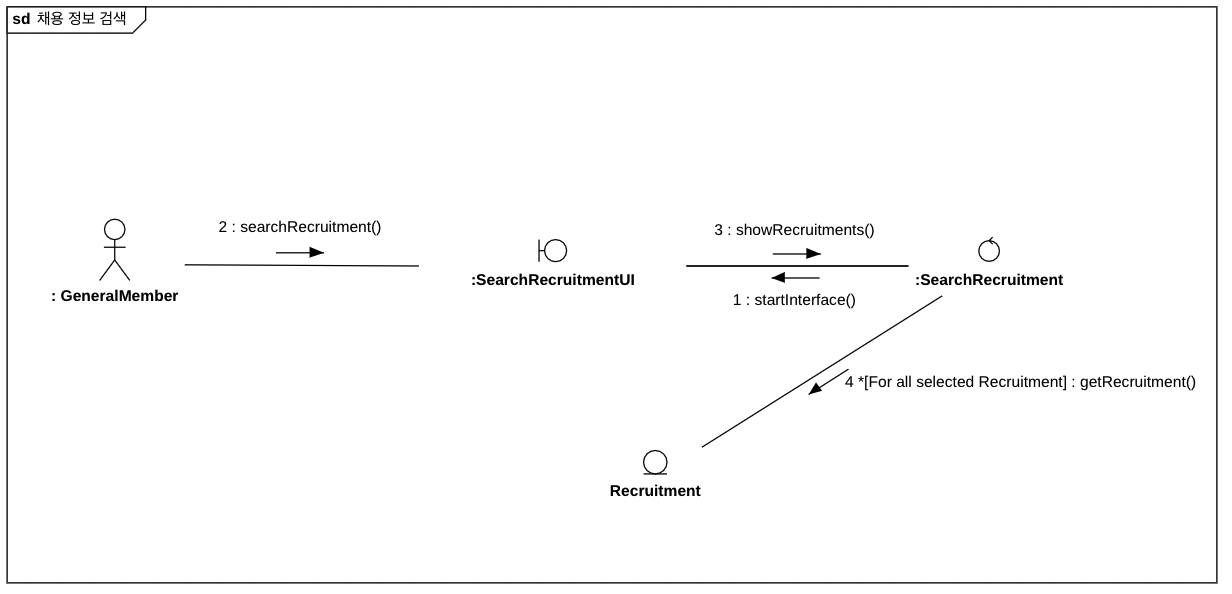 sd 채용 정보 검색
2 : searchRecruitment()
3 : showRecruitments()
: GeneralMember
:SearchRecruitmentUI
:SearchRecruitment
1 : startInterface()
4 *[For all selected Recruitment] : getRecruitment()
Recruitment